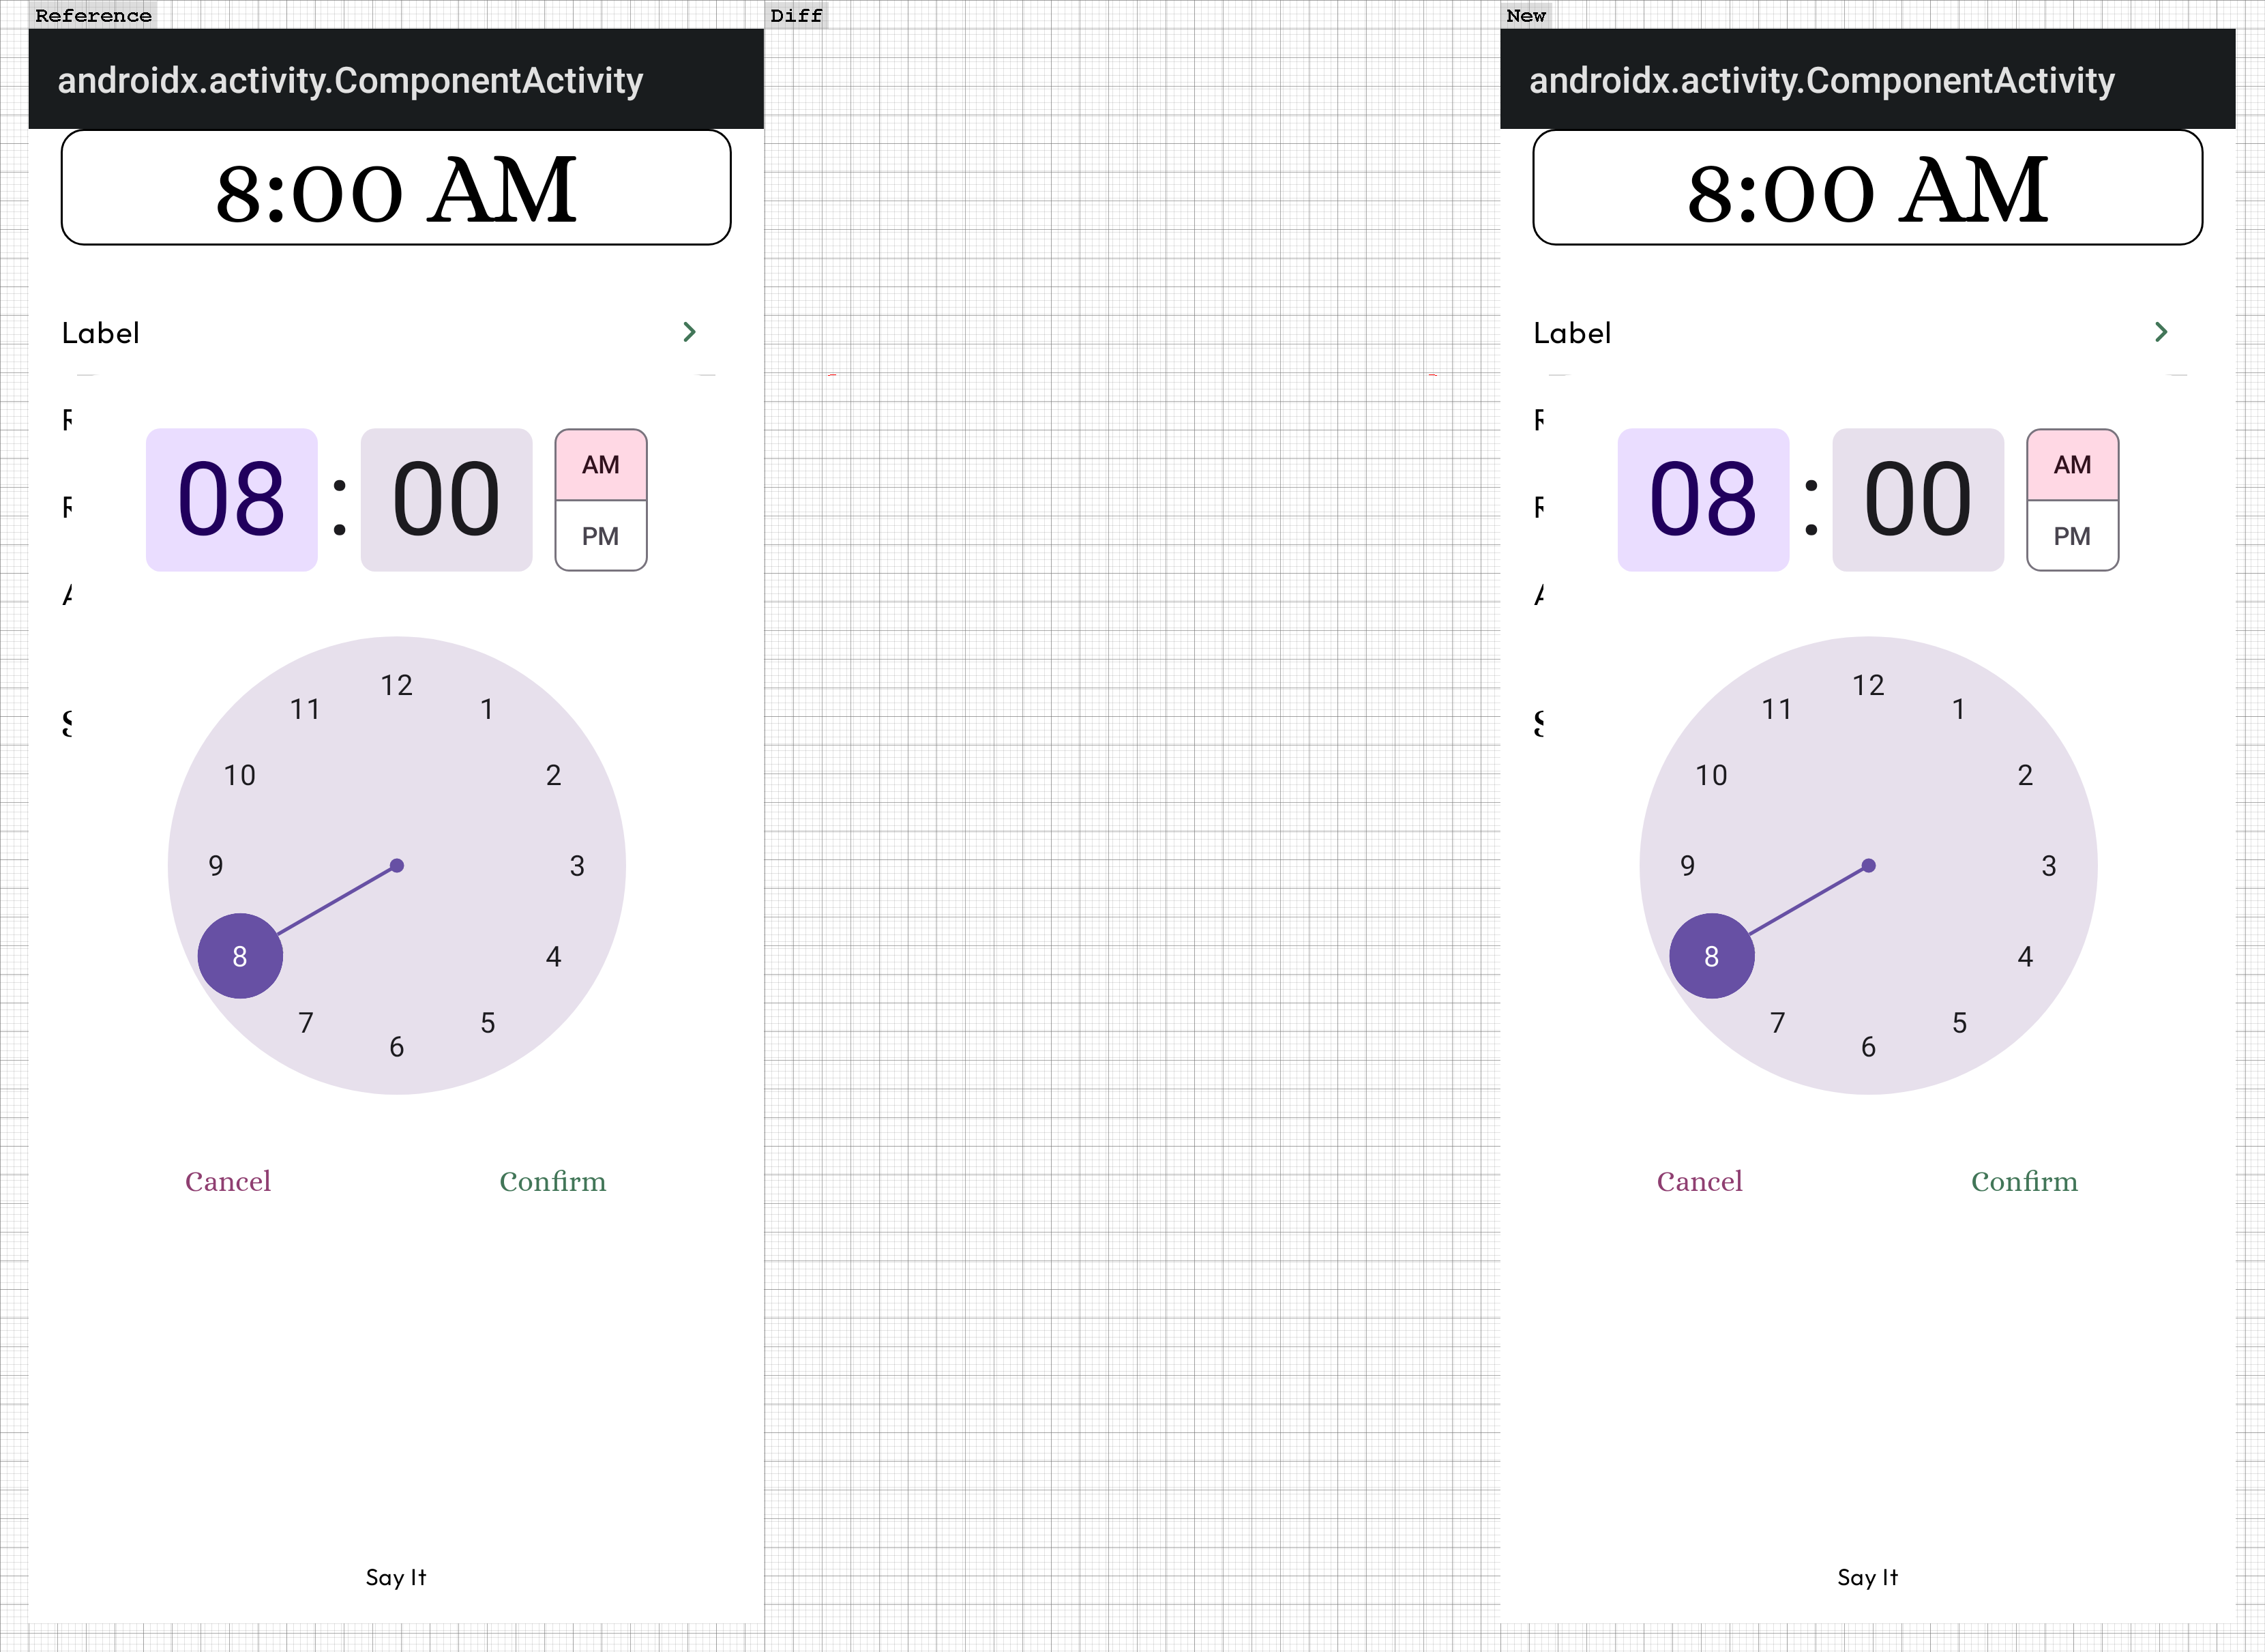 Reference
Diff
New
androidx.activity.ComponentActivity
8:00 AM
Label
R
08 : 00
AM
PM
R
A
S
12
11
1
10
2
9
3
8
4
7
5
6
Cancel
Confirm
Say It
androidx.activity.ComponentActivity
8:00 AM
Label
R
08 : 00
AM
PM
R
A
S
12
11
1
10
2
9
3
8
4
7
5
6
Cancel
Confirm
Say It